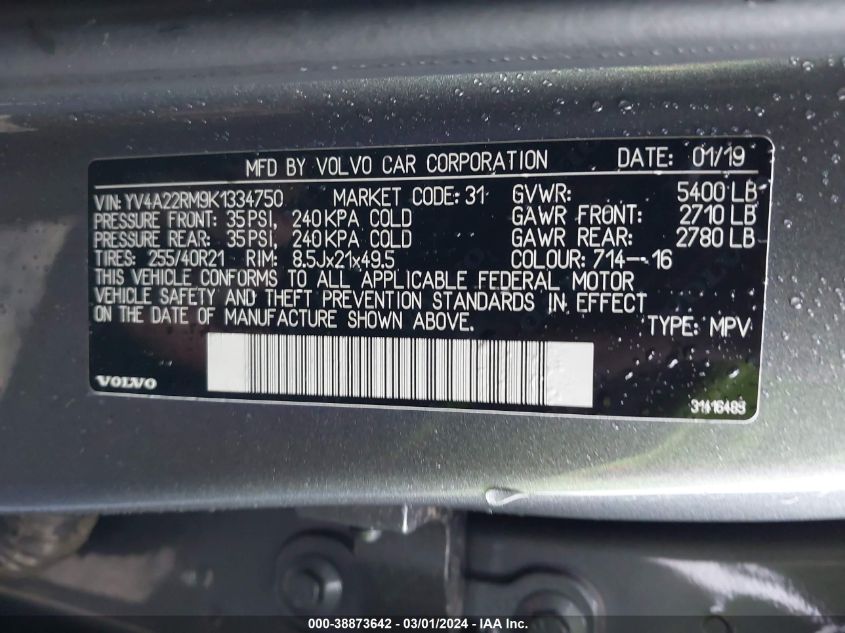 MFD BY VOLVO CAR CORPORATION DATE: 01/19
VIN: YV4A22RM9K1334750 MARKET CODE: 31 GVWR: 5400 LB
PRESSURE FRONT: 35 PSI, 240 KPA COLD GAWR FRONT: 2710 LB
PRESSURE REAR: 35 PSI, 240 KPA COLD GAWR REAR: 2780 LB
TIRES: 255/40R21 RIM: 8.5Jx21x49.5 COLOUR: 714--16
THIS VEHICLE CONFORMS TO ALL APPLICABLE FEDERAL MOTOR
VEHICLE SAFETY AND THEFT PREVENTION STANDARDS IN EFFECT
ON THE DATE OF MANUFACTURE SHOWN ABOVE. TYPE: MPV
VOLVO 31416489
000-38873642 - 03/01/2024 - IAA Inc.